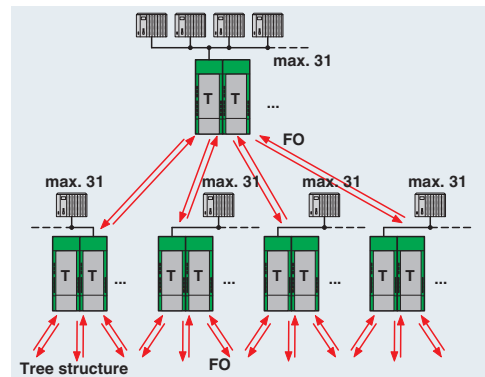 max. 31
T T ...
FO
max. 31 max. 31 max. 31 max. 31
T T ... T T ... T T ... T T ...
Tree structure FO